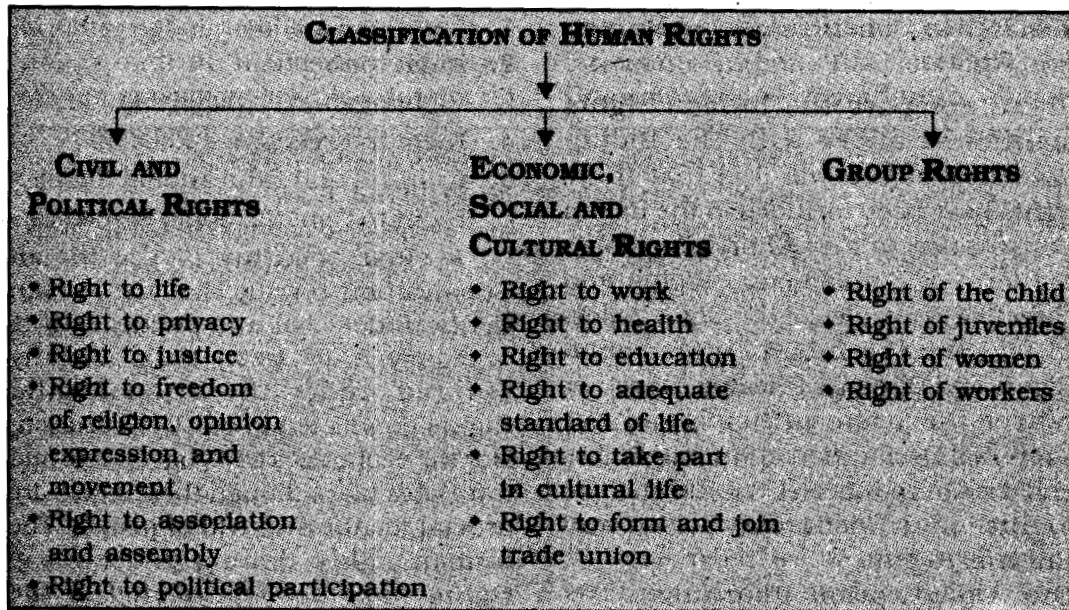 CLASSIFICATION OF HUMAN RIGHTS
CIVIL AND
POLITICAL RIGHTS
• Right to life
• Right to privacy
• Right to justice
• Right to freedom
of religion, opinion
expression and
movement
• Right to association
and assembly
• Right to political participation
ECONOMIC,
SOCIAL AND
CULTURAL RIGHTS
• Right to work
• Right to health
• Right to education
• Right to adequate
standard of life
• Right to take part
in cultural life
• Right to form and join
trade union
GROUP RIGHTS
• Right of the child
• Right of juveniles
• Right of women
• Right of workers